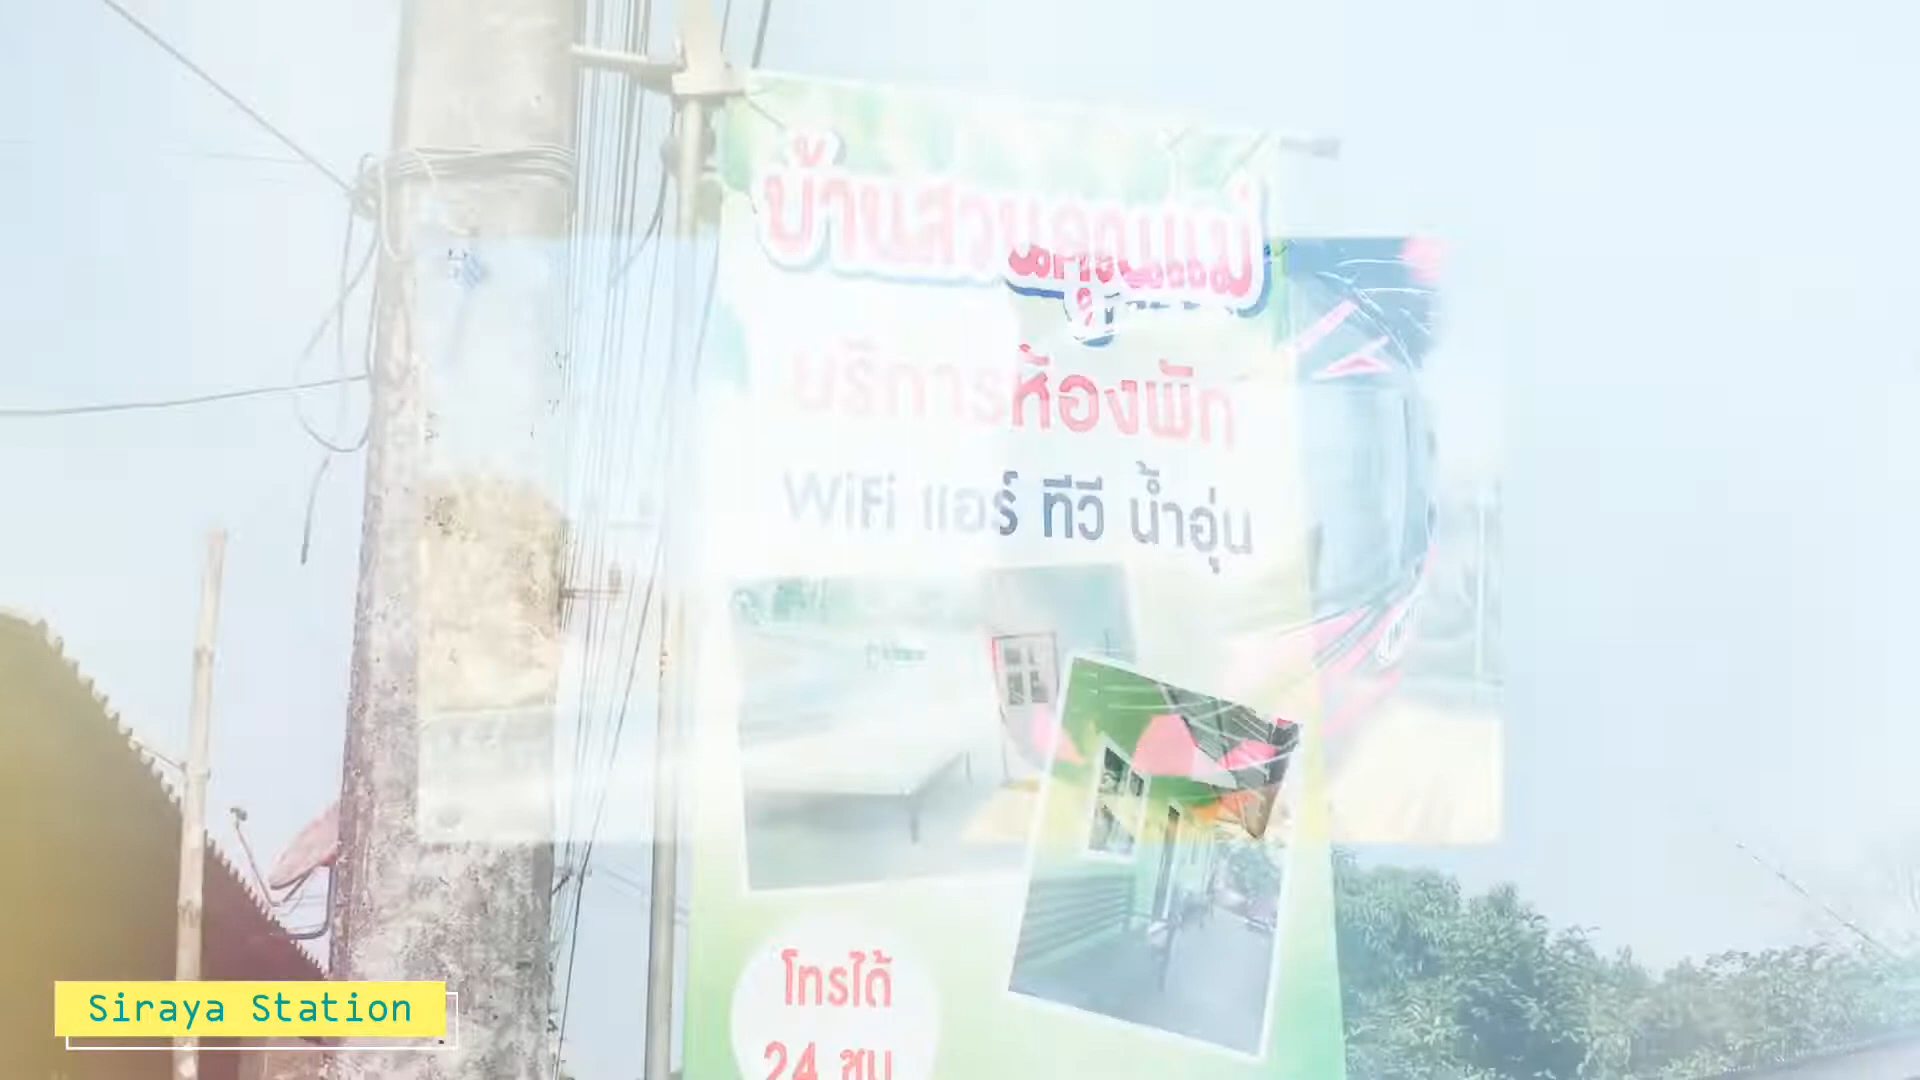 บ้านสวนคุณแม่
บริการห้องพัก
WiFi แอร์ ทีวี น้ำอุ่น
โทรได้
24 ชม
Siraya Station